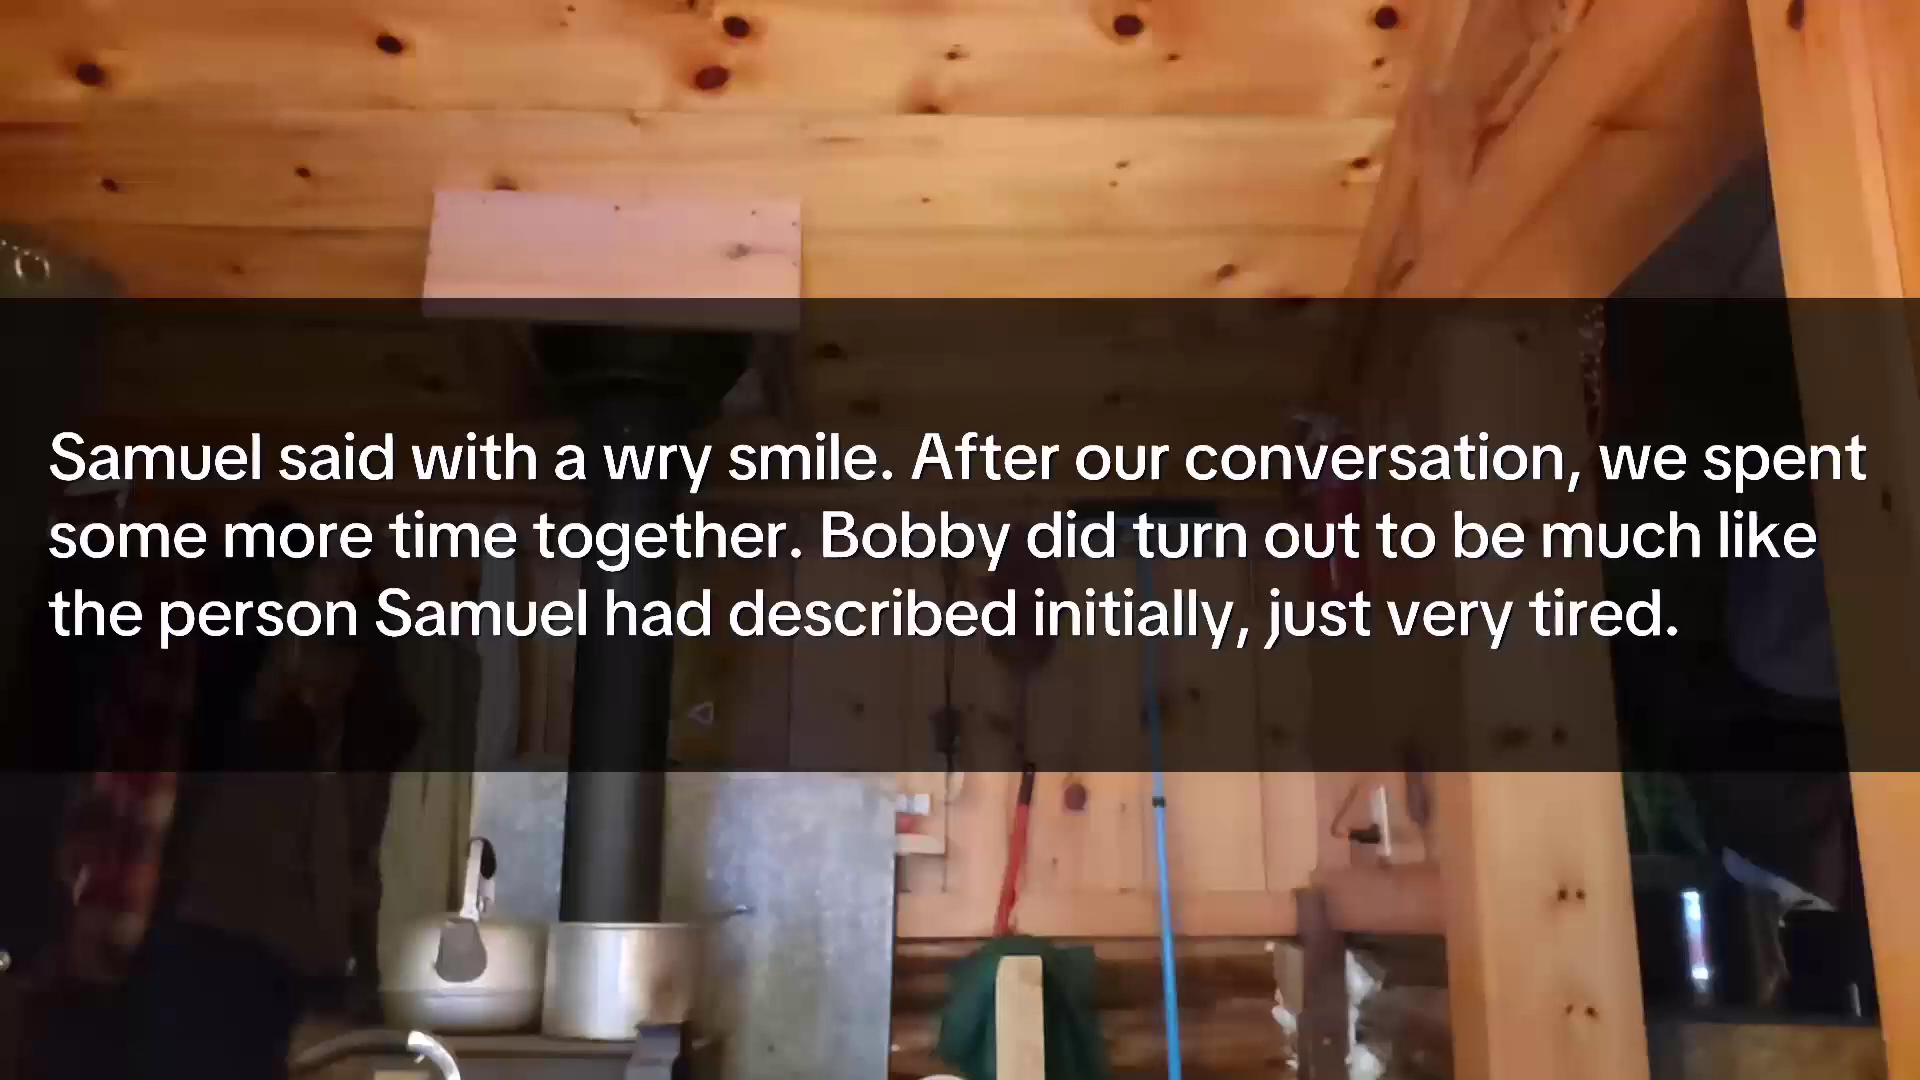 Samuel said with a wry smile. After our conversation, we spent
some more time together. Bobby did turn out to be much like
the person Samuel had described initially, just very tired.